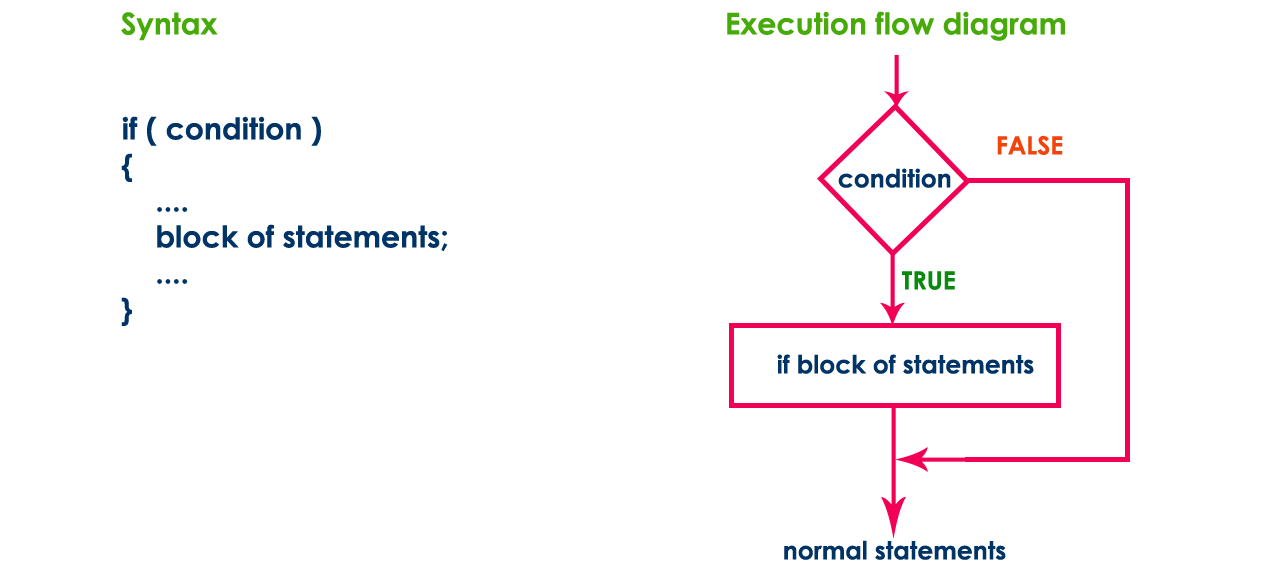 Syntax
if ( condition )
{
....
block of statements;
....
}
Execution flow diagram
condition
FALSE
TRUE
if block of statements
normal statements